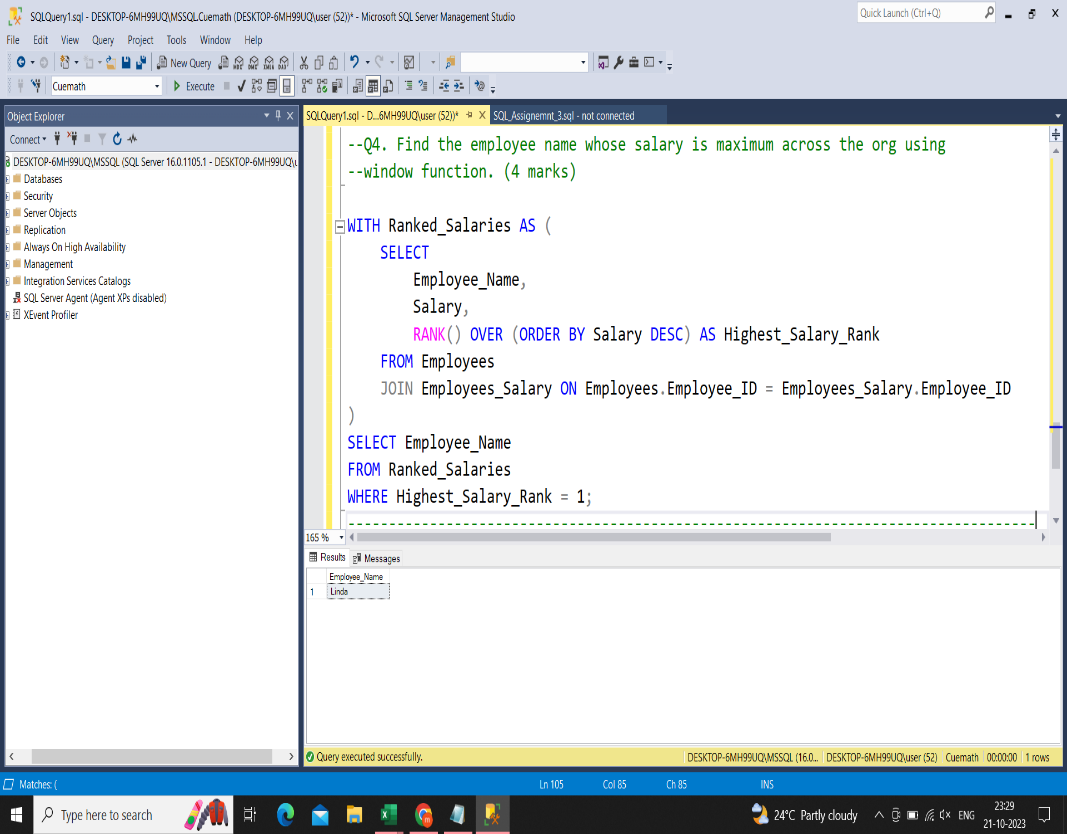 SQLQuery1.sql - DESKTOP-6MH99UQ\MSSQL.Cuemath (DESKTOP-6MH99UQ\user (52))* - Microsoft SQL Server Management Studio
Quick Launch (Ctrl+Q)
File Edit View Query Project Tools Window Help
New Query
Cuemath
Execute
Object Explorer
Connect
DESKTOP-6MH99UQ\MSSQL (SQL Server 16.0.1105.1 - DESKTOP-6MH99UQ\u
Databases
Security
Server Objects
Replication
Always On High Availability
Management
Integration Services Catalogs
SQL Server Agent (Agent XPs disabled)
XEvent Profiler
SQLQuery1.sql - D...6MH99UQ\user (52))*
SQL_Assignemnt_3.sql - not connected
--Q4. Find the employee name whose salary is maximum across the org using
--window function. (4 marks)
WITH Ranked_Salaries AS (
SELECT
Employee_Name,
Salary,
RANK() OVER (ORDER BY Salary DESC) AS Highest_Salary_Rank
FROM Employees
JOIN Employees_Salary ON Employees.Employee_ID = Employees_Salary.Employee_ID
)
SELECT Employee_Name
FROM Ranked_Salaries
WHERE Highest_Salary_Rank = 1;
165 %
Results Messages
Employee_Name
1 Linda
Query executed successfully.
DESKTOP-6MH99UQ\MSSQL (16.0... DESKTOP-6MH99UQ\user (52) Cuemath 00:00:00 1 rows
Matches: (
Ln 105 Col 85 Ch 85 INS
Type here to search
24°C Partly cloudy
ENG
23:29
21-10-2023